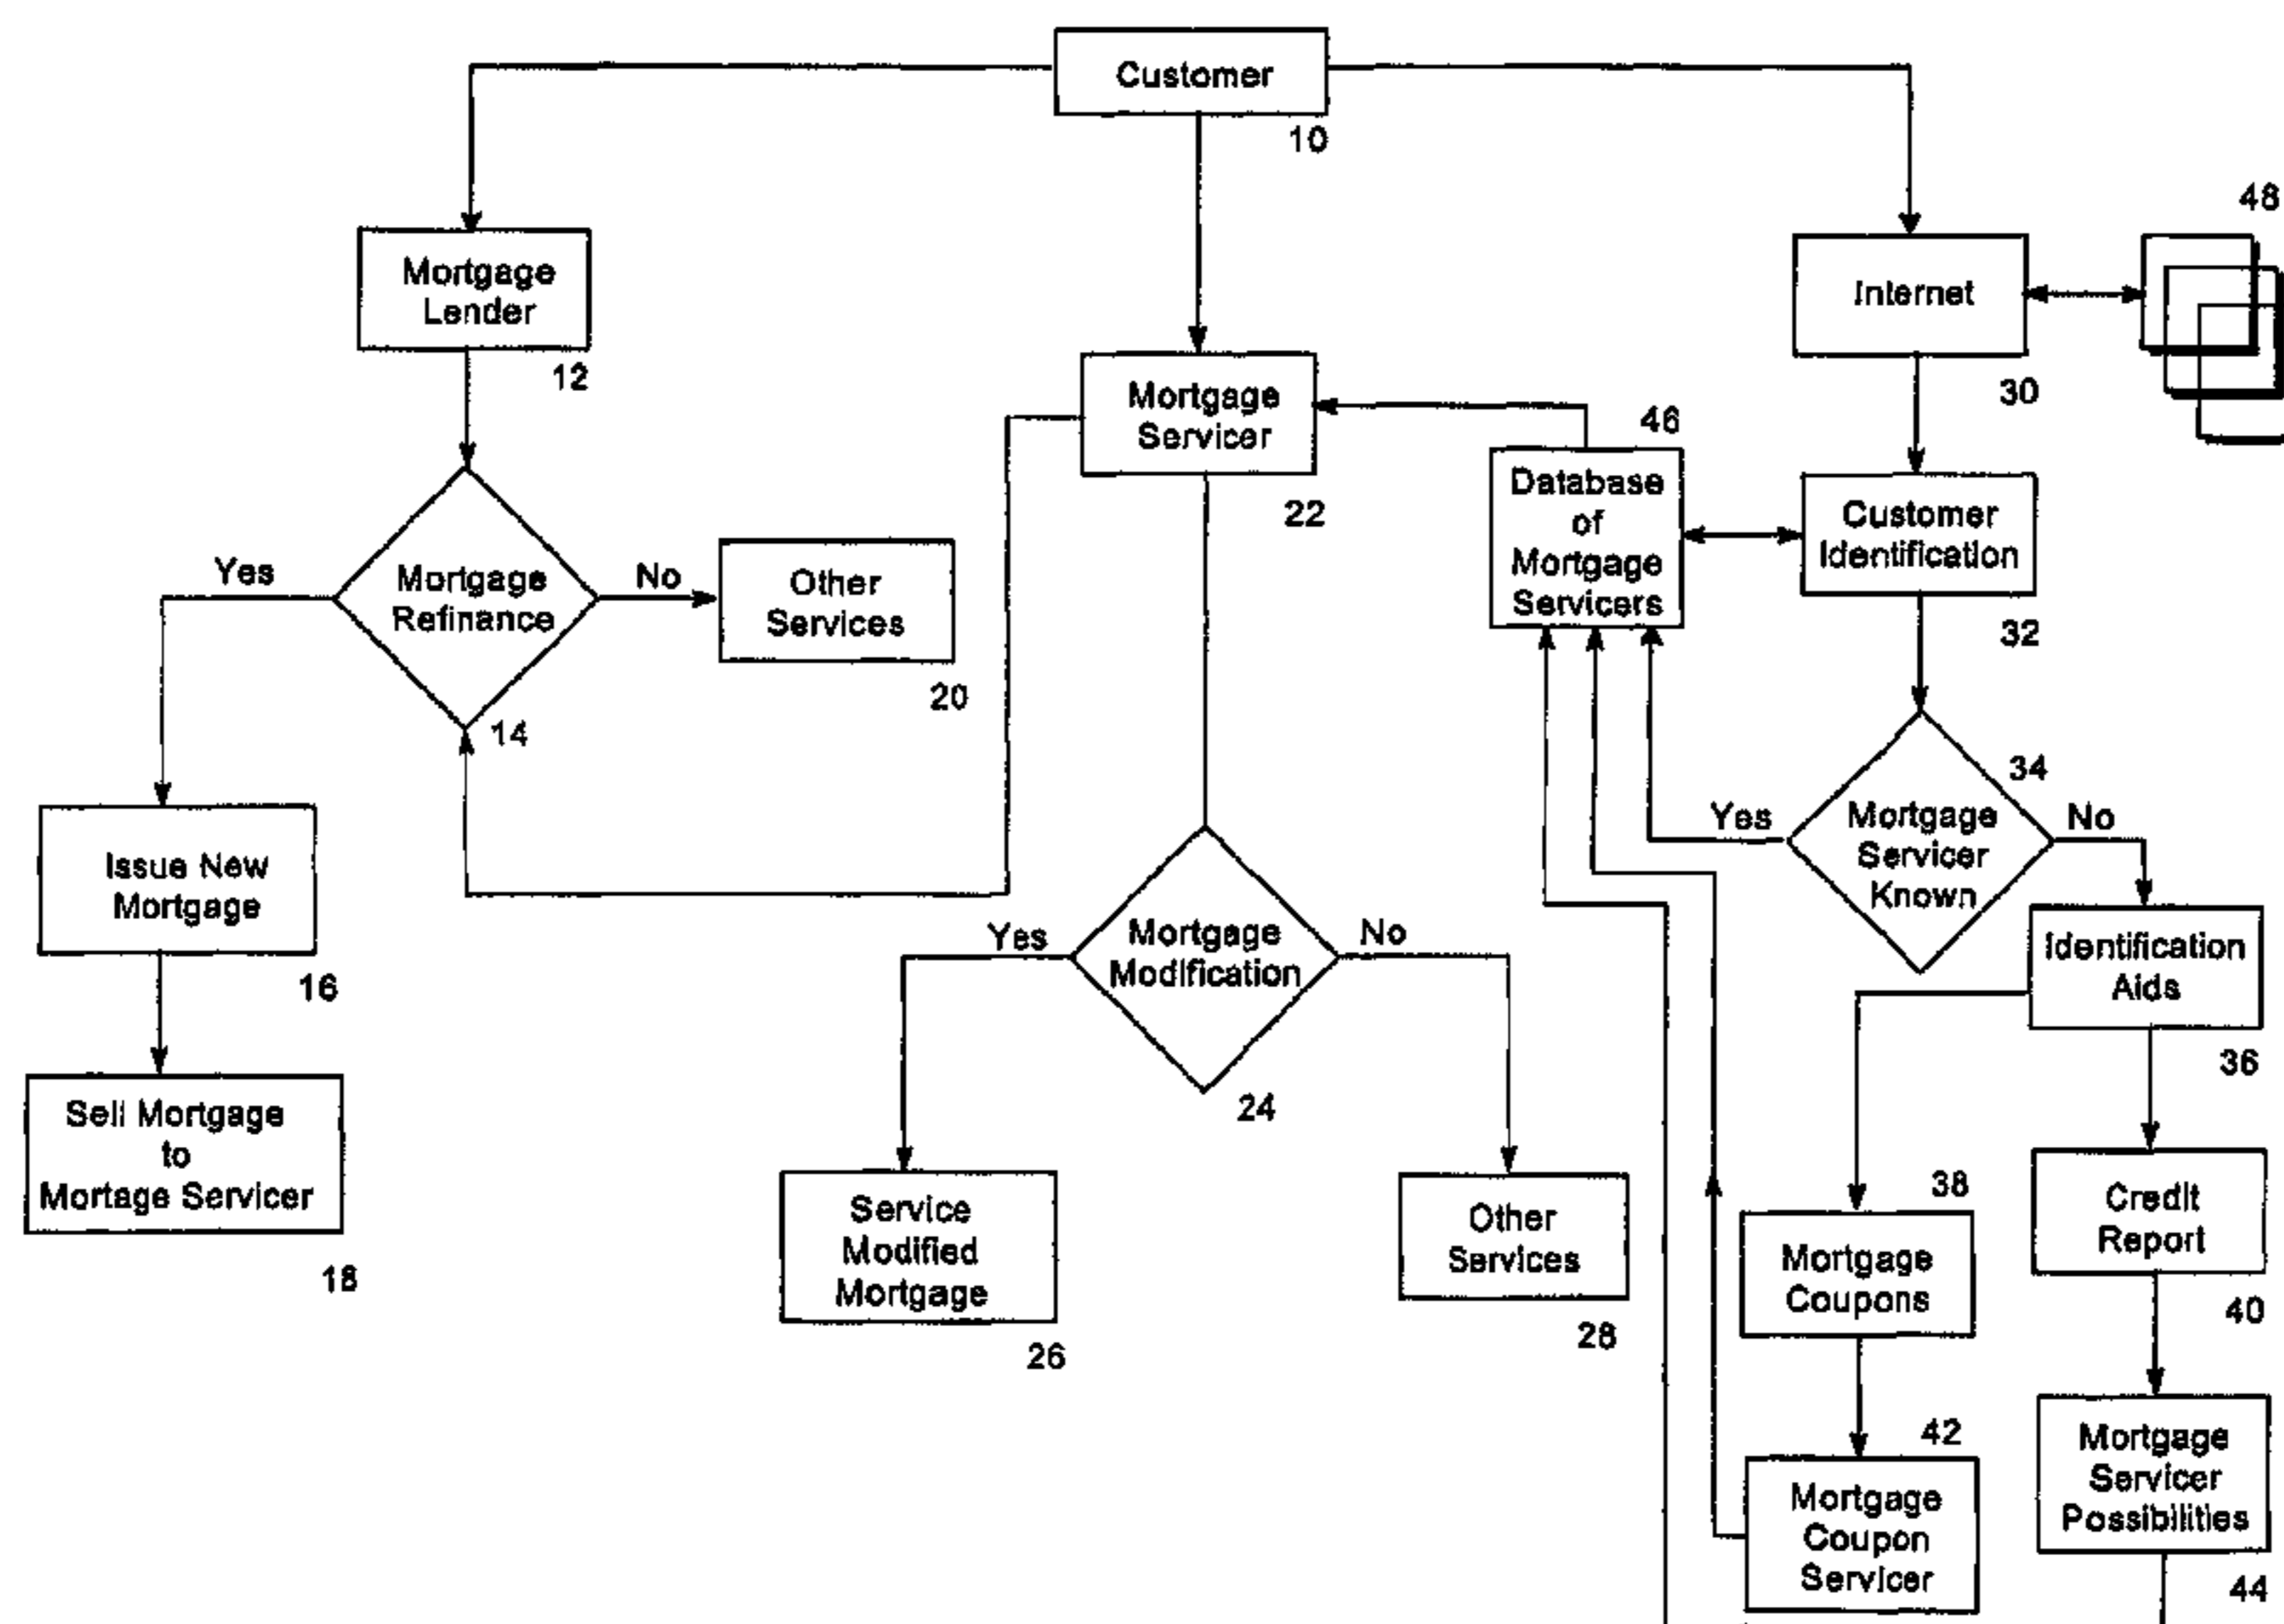 Customer
10
48
Mortgage
Lender
12
Internet
30
Mortgage
Servicer
22
46
Database
of
Mortgage
Servicers
Customer
Identification
32
Yes
Mortgage
Refinance
No
14
Other
Services
20
34
Yes
Mortgage
Servicer
Known
No
Issue New
Mortgage
16
Yes
Mortgage
Modification
No
24
Identification
Aids
36
Sell Mortgage
to
Mortage Servicer
18
Service
Modified
Mortgage
26
Other
Services
28
38
Mortgage
Coupons
Credit
Report
40
42
Mortgage
Coupon
Servicer
Mortgage
Servicer
Possibilities
44